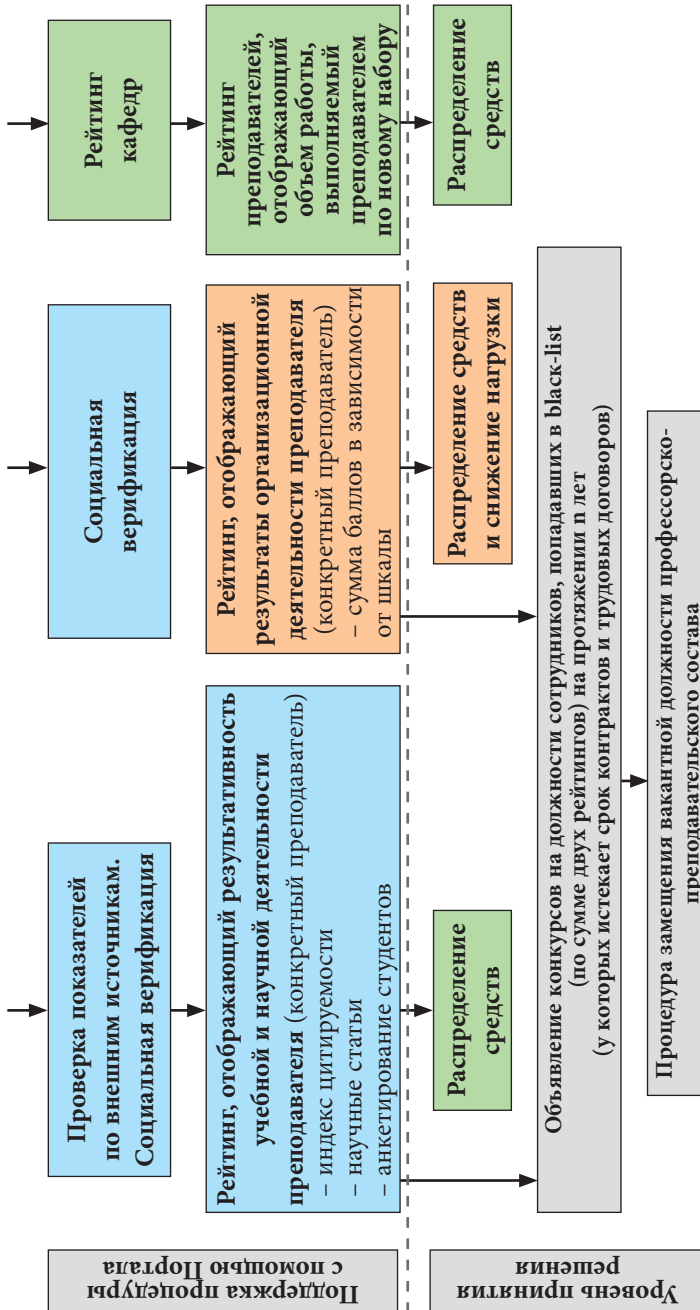 Поддержка процедуры
с помощью Портала
Проверка показателей
по внешним источникам.
Социальная верификация
Социальная
верификация
Рейтинг
кафедр
Рейтинг, отображающий результативность
учебной и научной деятельности
преподавателя (конкретный преподаватель)
– индекс цитируемости
– научные статьи
– анкетирование студентов
Рейтинг, отображающий
результаты организационной
деятельности преподавателя
(конкретный преподаватель)
– сумма баллов в зависимости
от шкалы
Рейтинг
преподавателей,
отображающий
объем работы,
выполняемый
преподавателем
по новому набору
Уровень принятия
решения
Распределение
средств
Распределение средств
и снижение нагрузки
Распределение
средств
Объявление конкурсов на должности сотрудников, попадавших в black-list
(по сумме двух рейтингов) на протяжении n лет
(у которых истекает срок контрактов и трудовых договоров)
Процедура замещения вакантной должности профессорско-
преподавательского состава